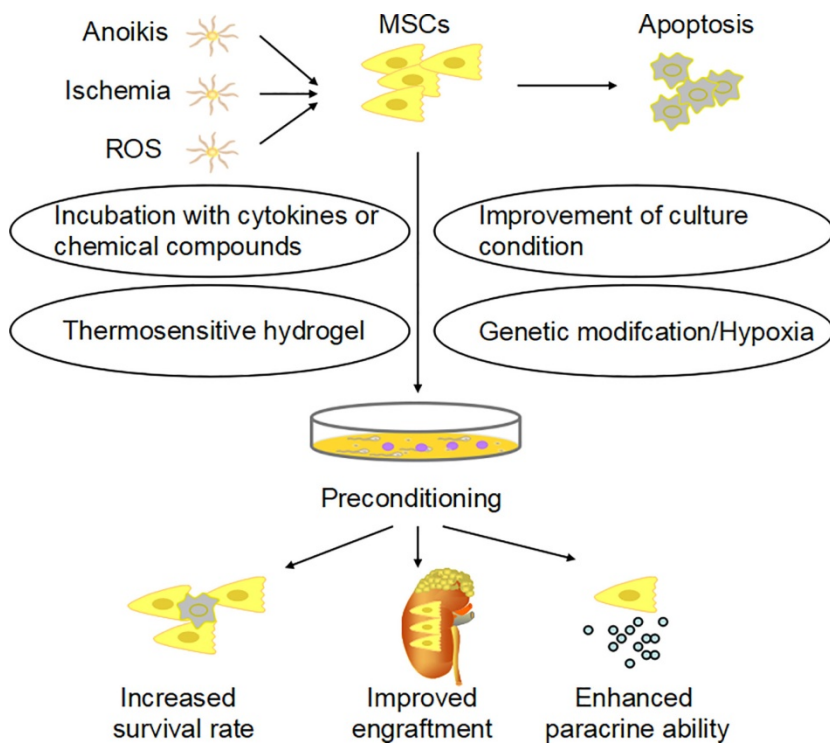 Anoikis
MSCs
Apoptosis
Ischemia
ROS
Incubation with cytokines or
chemical compounds
Improvement of culture
condition
Thermosensitive hydrogel
Genetic modifcation/Hypoxia
Preconditioning
Increased
survival rate
Improved
engraftment
Enhanced
paracrine ability